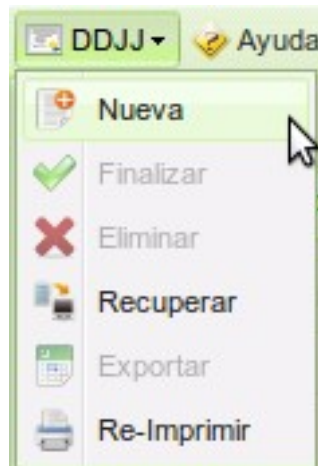 DDJJ Ayuda
Nueva
Finalizar
Eliminar
Recuperar
Exportar
Re-Imprimir